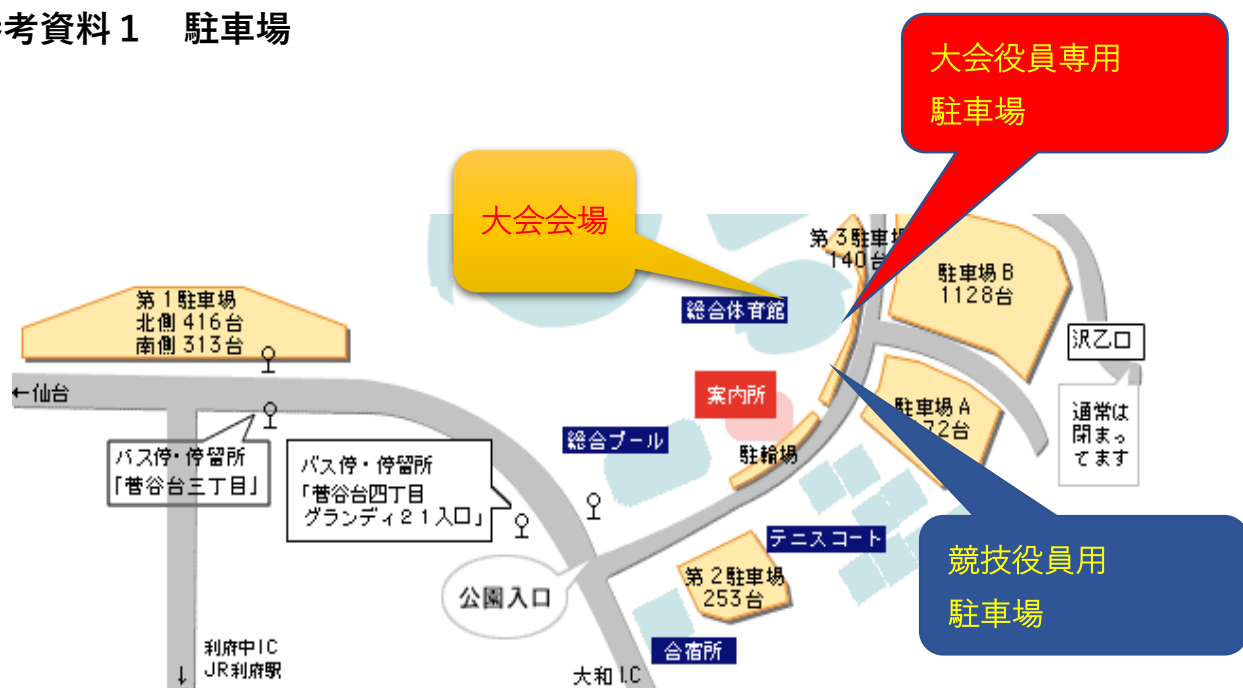 考資料１　駐車場
大会役員専用
駐車場
大会会場
第３駐車場
140台
駐車場B
1128台
第１駐車場
北側 416台
南側 313台
総合体育館
沢乙口
←仙台
案内所
駐車場A
72台
通常は
閉まっ
てます
総合プール
駐輪場
バス停・停留所
「菅谷台三丁目」
バス停・停留所
「菅谷台四丁目
グランディ２１入口」
テニスコート
競技役員用
駐車場
第２駐車場
253台
公園入口
合宿所
利府中IC
↓ JR利府駅
大和I.C